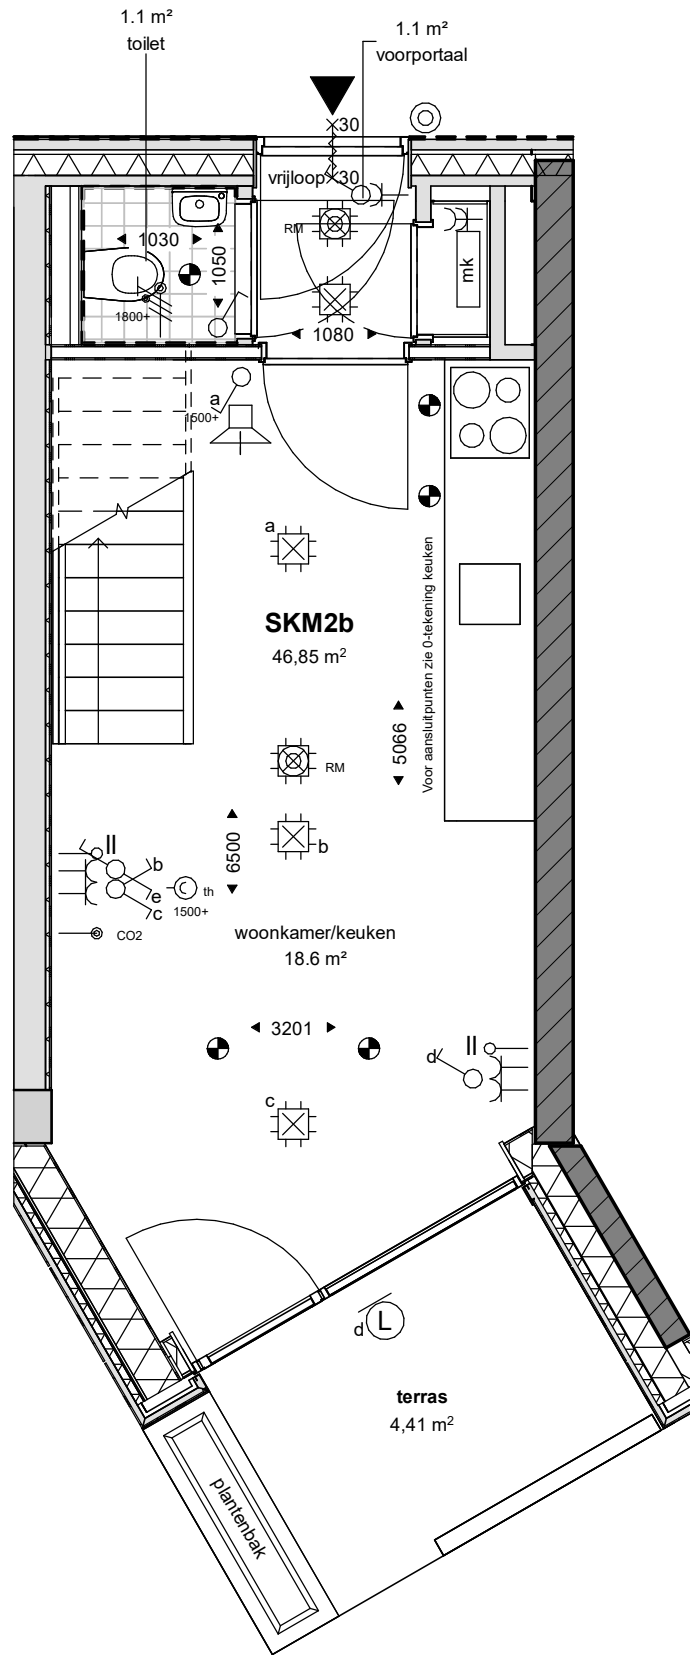 1.1 m²
toilet
1.1 m²
voorportaal
30
vrijloop
30
RM
1030
1050
mk
1800+
1080
a
1500+
a
SKM2b
46,85 m²
Voor aansluitpunten zie 0-tekening keuken
5066
RM
6500
b
II
b
e
c
th
1500+
CO2
woonkamer/keuken
18.6 m²
3201
II
d
c
d
L
terras
4,41 m²
plantenbak